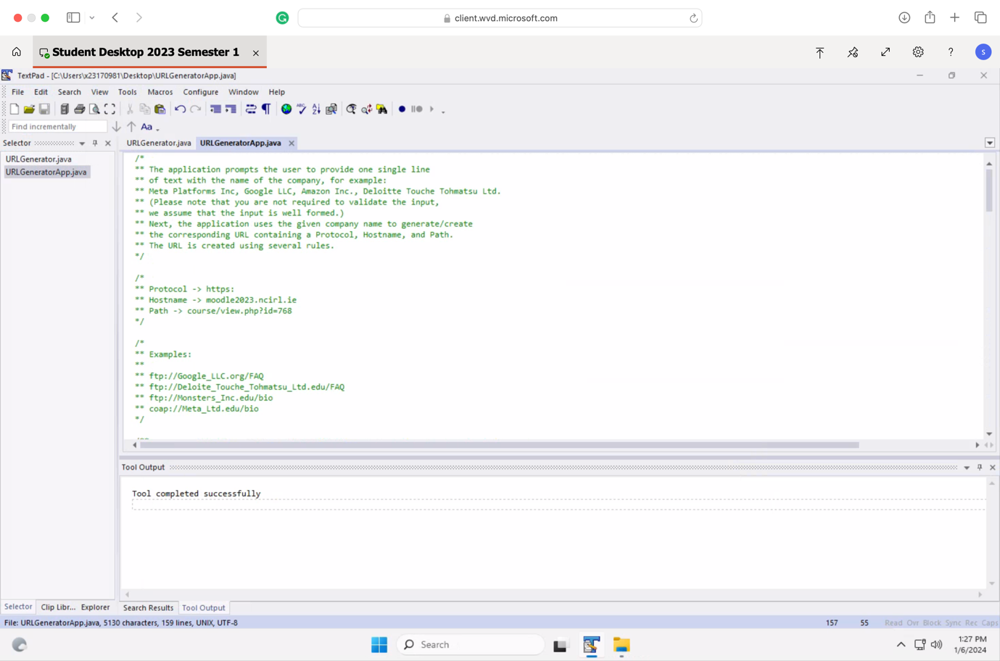 client.wvd.microsoft.com
Student Desktop 2023 Semester 1
?
S
TextPad - [C:\Users\x23170981\Desktop\URLGeneratorApp.java]
File Edit Search View Tools Macros Configure Window Help
Find incrementally Aa
Selector
URLGenerator.java URLGeneratorApp.java
URLGenerator.java
URLGeneratorApp.java
/*
** The application prompts the user to provide one single line
** of text with the name of the company, for example:
** Meta Platforms Inc, Google LLC, Amazon Inc., Deloitte Touche Tohmatsu Ltd.
** (Please note that you are not required to validate the input,
** we assume that the input is well formed.)
** Next, the application uses the given company name to generate/create
** the corresponding URL containing a Protocol, Hostname, and Path.
** The URL is created using several rules.
*/
/*
** Protocol -> https:
** Hostname -> moodle2023.ncirl.ie
** Path -> course/view.php?id=768
*/
/*
** Examples:
**
** ftp://Google_LLC.org/FAQ
** ftp://Deloite_Touche_Tohmatsu_Ltd.edu/FAQ
** ftp://Monsters_Inc.edu/bio
** coap://Meta_Ltd.edu/bio
*/
Tool Output
Tool completed successfully
Selector Clip Libr... Explorer
Search Results Tool Output
File: URLGeneratorApp.java, 5130 characters, 159 lines, UNIX, UTF-8 157 55 Read Ovr Block Sync Rec Caps
Search
1:27 PM
1/6/2024